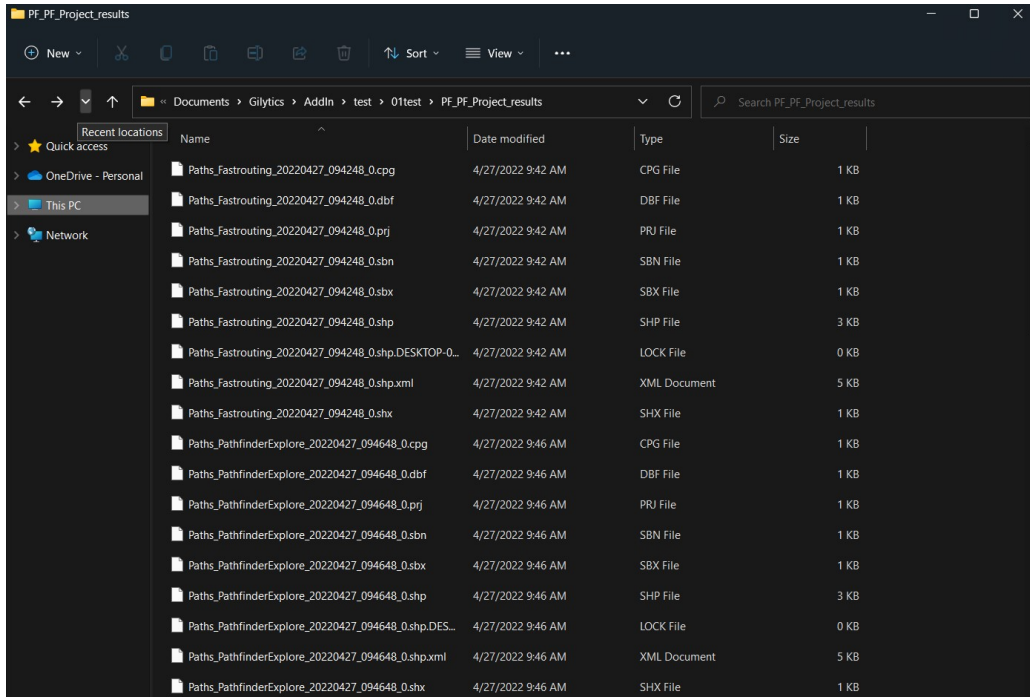 PF_PF_Project_results
New Sort View
« Documents > Gilytics > AddIn > test > 01test > PF_PF_Project_results Search PF_PF_Project_results
Recent locations
Quick access
OneDrive - Personal
This PC
Network
Name Date modified Type Size
Paths_Fastrouting_20220427_094248_0.cpg 4/27/2022 9:42 AM CPG File 1 KB
Paths_Fastrouting_20220427_094248_0.dbf 4/27/2022 9:42 AM DBF File 1 KB
Paths_Fastrouting_20220427_094248_0.prj 4/27/2022 9:42 AM PRJ File 1 KB
Paths_Fastrouting_20220427_094248_0.sbn 4/27/2022 9:42 AM SBN File 1 KB
Paths_Fastrouting_20220427_094248_0.sbx 4/27/2022 9:42 AM SBX File 1 KB
Paths_Fastrouting_20220427_094248_0.shp 4/27/2022 9:42 AM SHP File 3 KB
Paths_Fastrouting_20220427_094248_0.shp.DESKTOP-0... 4/27/2022 9:42 AM LOCK File 0 KB
Paths_Fastrouting_20220427_094248_0.shp.xml 4/27/2022 9:42 AM XML Document 5 KB
Paths_Fastrouting_20220427_094248_0.shx 4/27/2022 9:42 AM SHX File 1 KB
Paths_PathfinderExplore_20220427_094648_0.cpg 4/27/2022 9:46 AM CPG File 1 KB
Paths_PathfinderExplore_20220427_094648_0.dbf 4/27/2022 9:46 AM DBF File 1 KB
Paths_PathfinderExplore_20220427_094648_0.prj 4/27/2022 9:46 AM PRJ File 1 KB
Paths_PathfinderExplore_20220427_094648_0.sbn 4/27/2022 9:46 AM SBN File 1 KB
Paths_PathfinderExplore_20220427_094648_0.sbx 4/27/2022 9:46 AM SBX File 1 KB
Paths_PathfinderExplore_20220427_094648_0.shp 4/27/2022 9:46 AM SHP File 3 KB
Paths_PathfinderExplore_20220427_094648_0.shp.DES... 4/27/2022 9:46 AM LOCK File 0 KB
Paths_PathfinderExplore_20220427_094648_0.shp.xml 4/27/2022 9:46 AM XML Document 5 KB
Paths_PathfinderExplore_20220427_094648_0.shx 4/27/2022 9:46 AM SHX File 1 KB